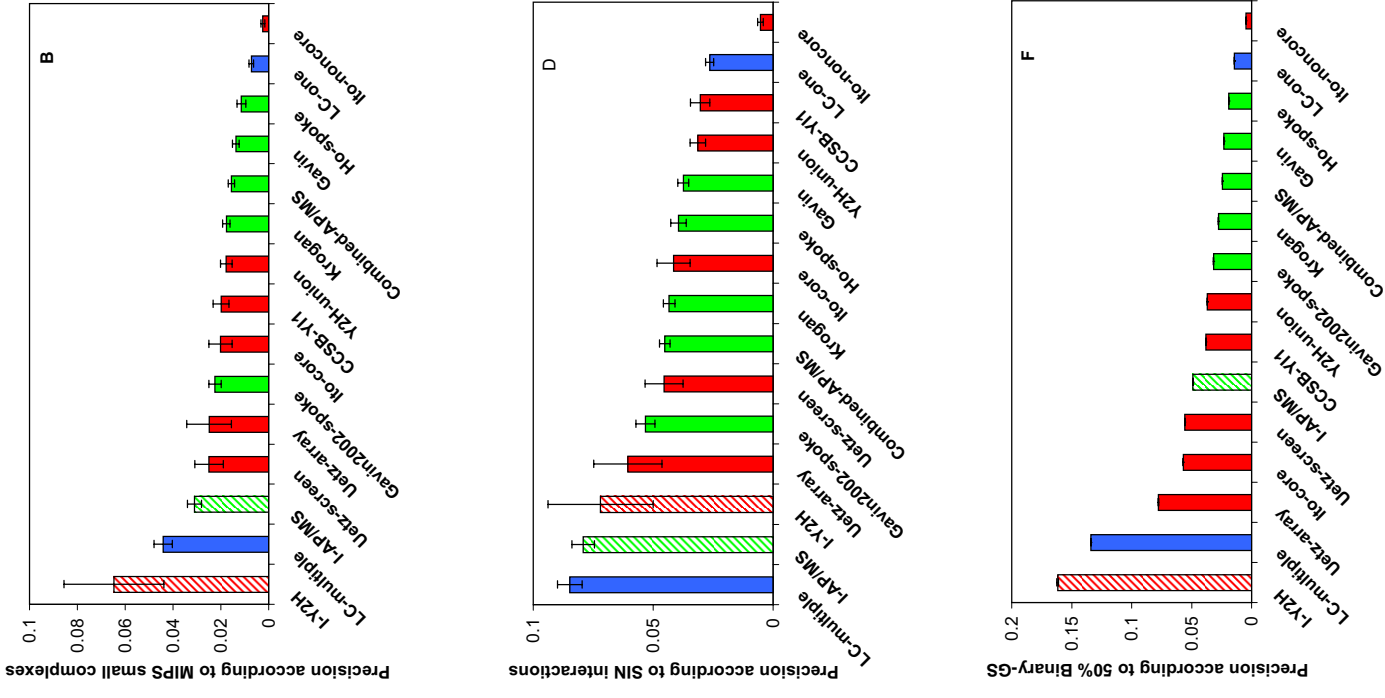 B
Precision according to MIPS small complexes
0.1
0.08
0.06
0.04
0.02
0
I-Y2H
LC-multiple
I-AP/MS
Uetz-screen
Uetz-array
Gavin2002-spoke
Ito-core
CCSB-YI1
Y2H-union
Krogan
Combined-AP/MS
Gavin
Ho-spoke
LC-one
Ito-noncore
D
Precision according to SIN interactions
0.1
0.05
0
LC-multiple
I-AP/MS
I-Y2H
Uetz-array
Gavin2002-spoke
Uetz-screen
Combined-AP/MS
Krogan
Ito-core
Ho-spoke
Gavin
Y2H-union
CCSB-YI1
LC-one
Ito-noncore
F
Precision according to 50% Binary-GS
0.2
0.15
0.1
0.05
0
I-Y2H
LC-multiple
Uetz-array
Ito-core
Uetz-screen
I-AP/MS
CCSB-YI1
Y2H-union
Gavin2002-spoke
Krogan
Combined-AP/MS
Gavin
Ho-spoke
LC-one
Ito-noncore